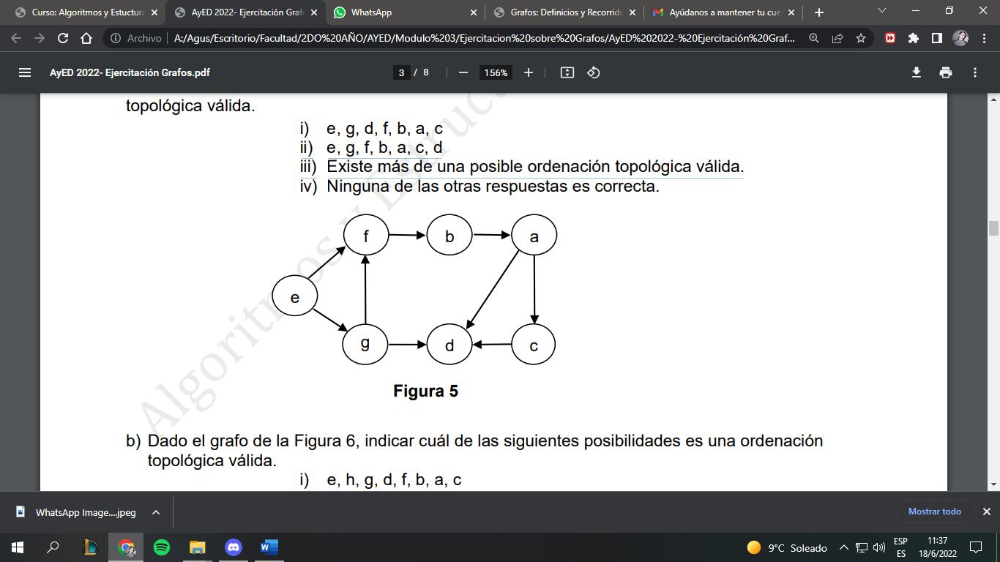 Curso: Algoritmos y Estuctura
AyED 2022- Ejercitación Graf
WhatsApp
Grafos: Definicios y Recorrido
Ayúdanos a mantener tu cue
Archivo
A:/Agus/Escritorio/Facultad/2DO%20AÑO/AYED/Modulo%203/Ejercitacion%20sobre%20Grafos/AyED%202022-%20Ejercitación%20Graf...
AyED 2022- Ejercitación Grafos.pdf
3 / 8
156%
topológica válida.
i) e, g, d, f, b, a, c
ii) e, g, f, b, a, c, d
iii) Existe más de una posible ordenación topológica válida.
iv) Ninguna de las otras respuestas es correcta.
f b a
e
g d c
Algoritmos y Estruc
Figura 5
b) Dado el grafo de la Figura 6, indicar cuál de las siguientes posibilidades es una ordenación
topológica válida.
i) e, h, g, d, f, b, a, c
WhatsApp Image....jpeg
Mostrar todo
9°C Soleado
ESP
ES
11:37
18/6/2022